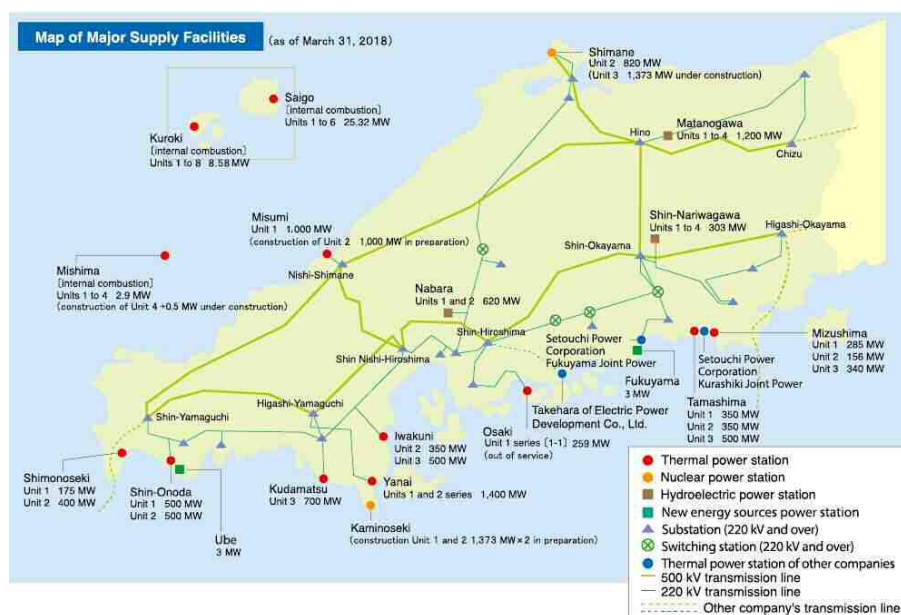 Map of Major Supply Facilities
(as of March 31, 2018)
Shimane
Unit 2 820 MW
(Unit 3 1,373 MW under construction)
Saigo
[internal combustion]
Units 1 to 6 25.32 MW
Kuroki
[internal combustion]
Units 1 to 8 8.58 MW
Matanogawa
Units 1 to 4 1,200 MW
Hino
Chizu
Misumi
Unit 1 1,000 MW
(construction of Unit 2 1,000 MW in preparation)
Shin-Nariwagawa
Units 1 to 4 303 MW
Higashi-Okayama
Shin-Okayama
Mishima
[internal combustion]
Units 1 to 4 2.9 MW
(construction of Unit 4 +0.5 MW under construction)
Nishi-Shimane
Nabara
Units 1 and 2 620 MW
Shin-Hiroshima
Shin Nishi-Hiroshima
Setouchi Power
Corporation
Fukuyama Joint Power
Fukuyama
3 MW
Setouchi Power
Corporation
Kurashiki Joint Power
Mizushima
Unit 1 285 MW
Unit 2 156 MW
Unit 3 340 MW
Tamashima
Unit 1 350 MW
Unit 2 350 MW
Unit 3 500 MW
Takehara of Electric Power
Development Co., Ltd.
Osaki
Unit 1 series [1-1] 259 MW
(out of service)
Higashi-Yamaguchi
Shin-Yamaguchi
Iwakuni
Unit 2 350 MW
Unit 3 500 MW
Shimonoseki
Unit 1 175 MW
Unit 2 400 MW
Shin-Onoda
Unit 1 500 MW
Unit 2 500 MW
Ube
3 MW
Kudamatsu
Unit 3 700 MW
Yanai
Units 1 and 2 series 1,400 MW
Kaminoseki
(construction Unit 1 and 2 1,373 MW×2 in preparation)
Thermal power station
Nuclear power station
Hydroelectric power station
New energy sources power station
Substation (220 kV and over)
Switching station (220 kV and over)
Thermal power station of other companies
500 kV transmission line
220 kV transmission line
Other company's transmission line